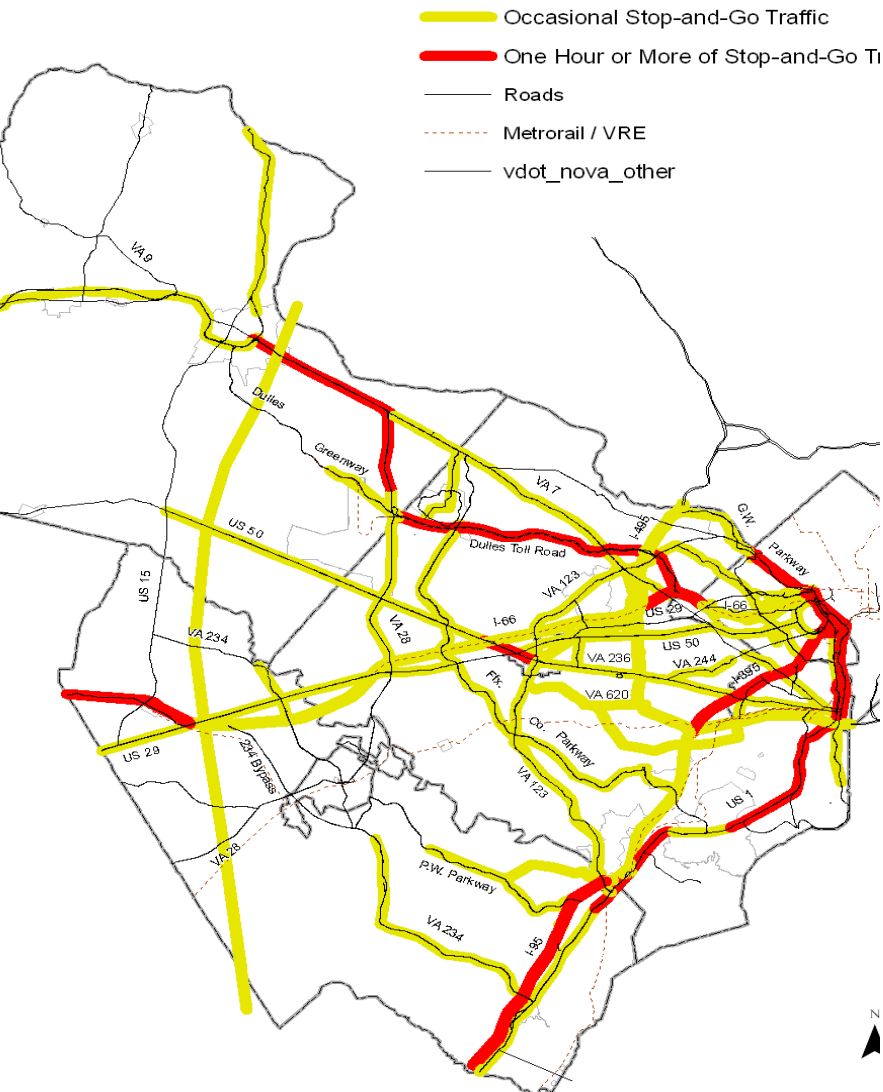 Occasional Stop-and-Go Traffic
One Hour or More of Stop-and-Go Tr
Roads
Metrorail / VRE
vdot_nova_other
VA 9
Dulles
Greenway
US 50
VA 7
I-495
G.W.
Parkway
Dulles Toll Road
VA 123
US 15
US 29
I-66
I-66
VA 28
US 50
VA 234
VA 236
VA 244
I-395
Ffx.
VA 620
Co.
Parkway
US 29
234 Bypass
VA 123
US 1
VA 28
P.W. Parkway
VA 234
I-95
N